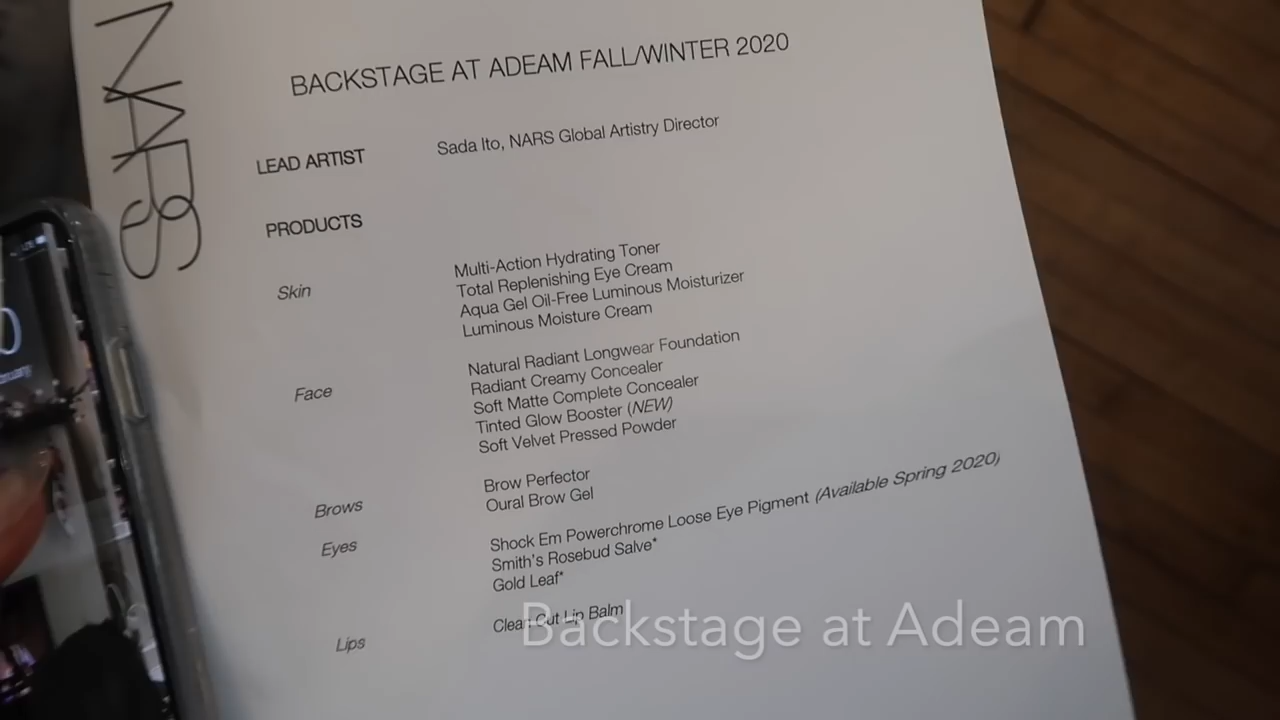 NARS
BACKSTAGE AT ADEAM FALL/WINTER 2020
LEAD ARTIST Sada Ito, NARS Global Artistry Director
PRODUCTS
Skin
Multi-Action Hydrating Toner
Total Replenishing Eye Cream
Aqua Gel Oil-Free Luminous Moisturizer
Luminous Moisture Cream
Face
Natural Radiant Longwear Foundation
Radiant Creamy Concealer
Soft Matte Complete Concealer
Tinted Glow Booster (NEW)
Soft Velvet Pressed Powder
Brows
Brow Perfector
Oural Brow Gel
Eyes
Shock Em Powerchrome Loose Eye Pigment (Available Spring 2020)
Smith's Rosebud Salve*
Gold Leaf*
Lips
Clean Cut Lip Balm
Backstage at Adeam